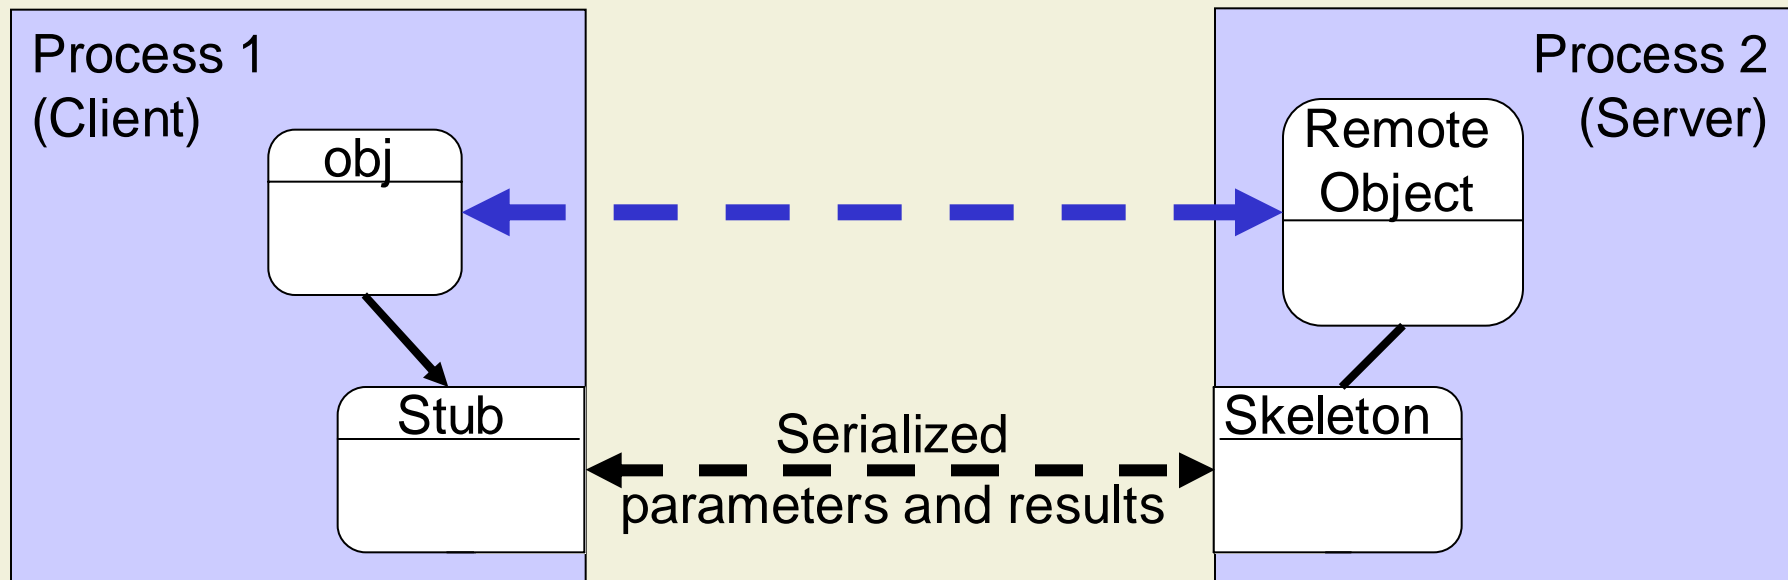 Process 1
(Client)
obj
Stub
Serialized
parameters and results
Process 2
(Server)
Remote
Object
Skeleton